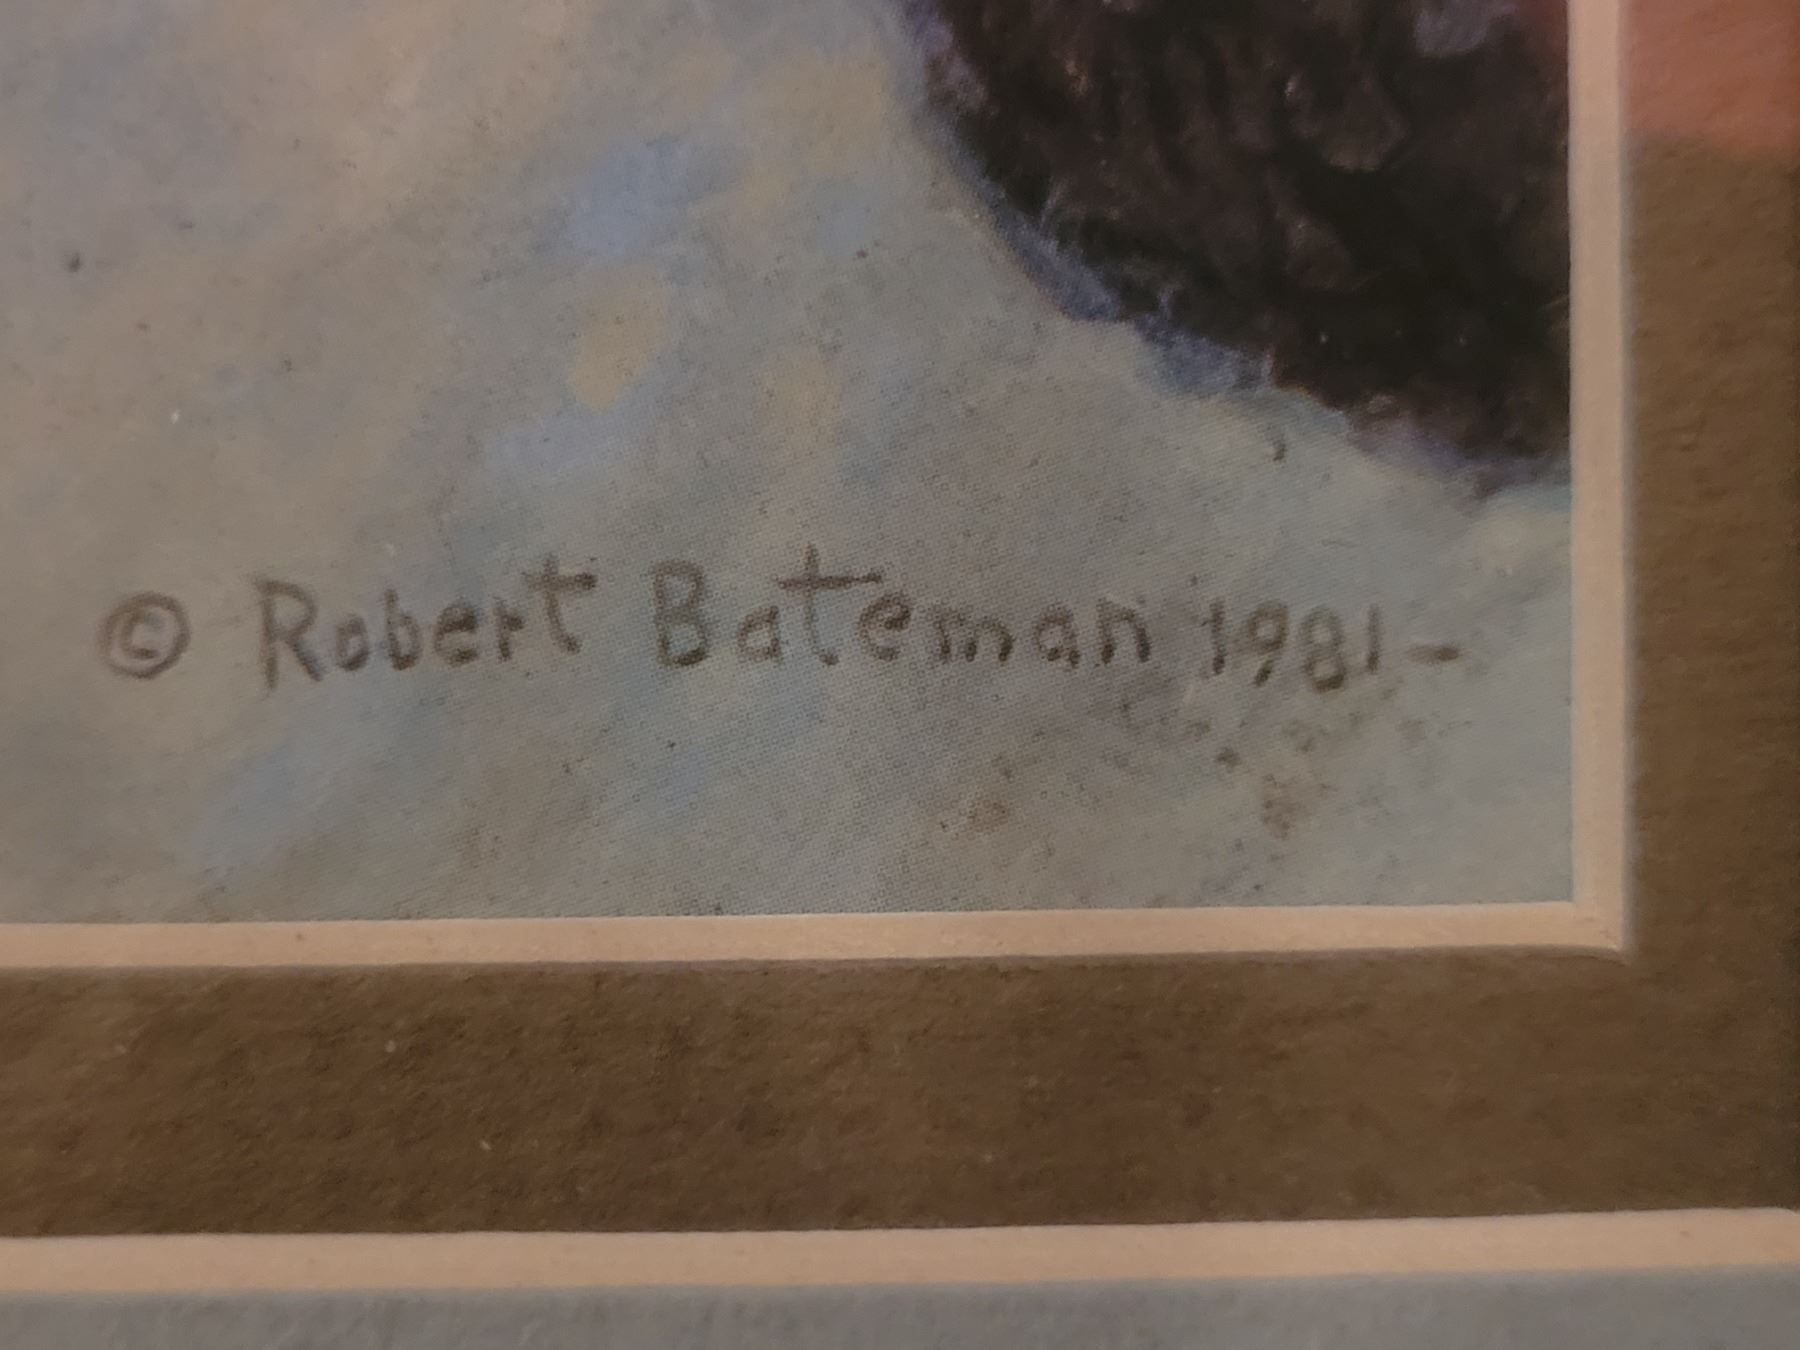 © Robert Bateman 1981-